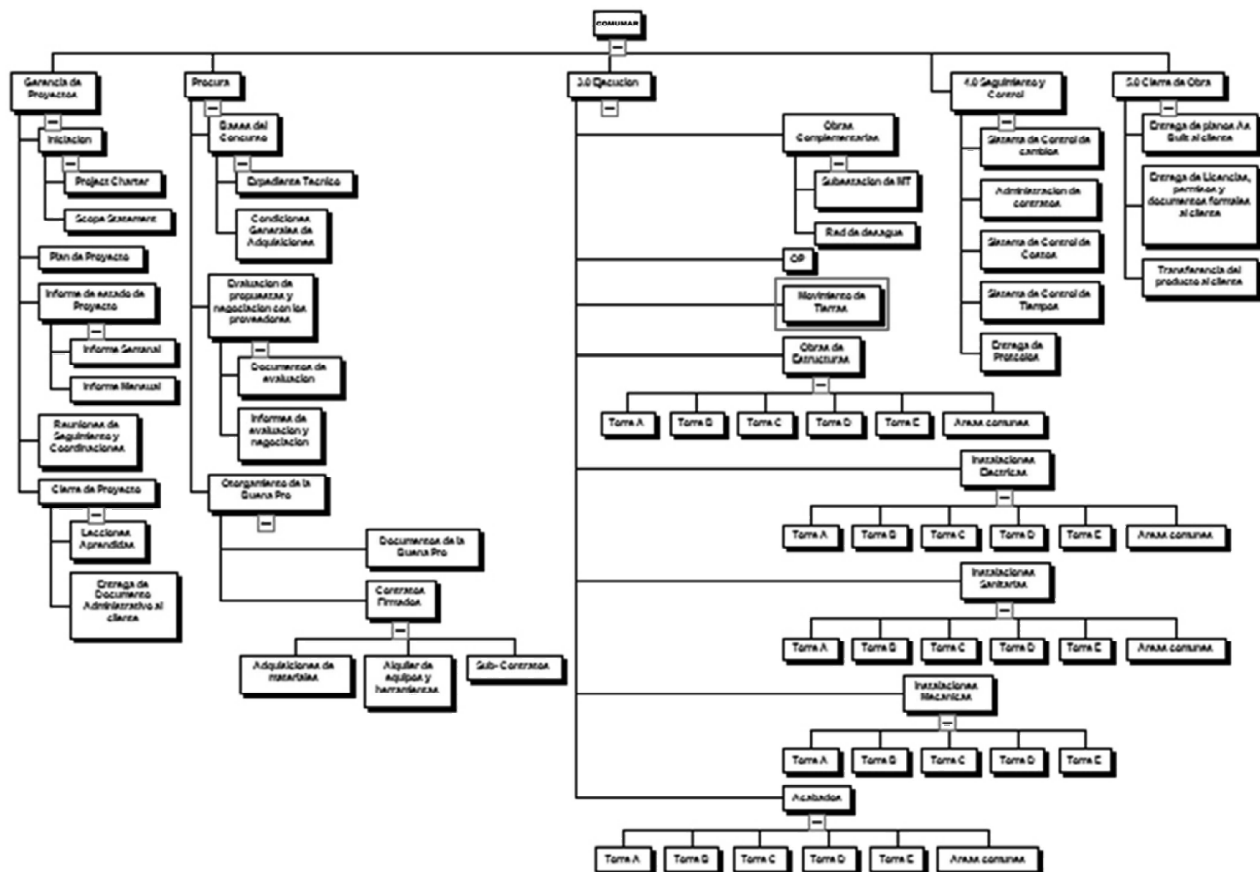 COMUMAR
Gerencia de
Proyectos
Iniciacion
Project Charter
Scope Statement
Plan de Proyecto
Informe de estado de
Proyecto
Informe Semanal
Informe Mensual
Reuniones de
Seguimiento y
Coordinaciones
Cierre de Proyecto
Lecciones
Aprendidas
Entrega de
Documento
Administrativo al
cliente
Procura
Bases del
Concurso
Expediente Tecnico
Condiciones
Generales de
Adquisiciones
Evaluacion de
propuestas y
negociacion con los
proveedores
Documentos de
evaluacion
Informes de
evaluacion y
negociacion
Otorgamiento de la
Buena Pro
Documentos de la
Buena Pro
Contratos
Firmados
Adquisiciones de
materiales
Alquiler de
equipos y
herramientas
Sub- Contratos
3.0 Ejecucion
Obras
Complementarias
Subestacion de MT
Red de desague
OP
Movimiento de
Tierras
Obras de
Estructuras
Torre A
Torre B
Torre C
Torre D
Torre E
Areas comunes
Instalaciones
Electricas
Torre A
Torre B
Torre C
Torre D
Torre E
Areas comunes
Instalaciones
Sanitarias
Torre A
Torre B
Torre C
Torre D
Torre E
Areas comunes
Instalaciones
Mecanicas
Torre A
Torre B
Torre C
Torre D
Torre E
Acabados
Torre A
Torre B
Torre C
Torre D
Torre E
Areas comunes
4.0 Seguimiento y
Control
Sistema de Control de
cambios
Administracion de
contratos
Sistema de Control de
Costos
Sistema de Control de
Tiempos
Entrega de
Protocolos
5.0 Cierre de Obra
Entrega de planos As
Built al cliente
Entrega de Licencias,
permisos y
documentos formales
al cliente
Transferencia del
producto al cliente